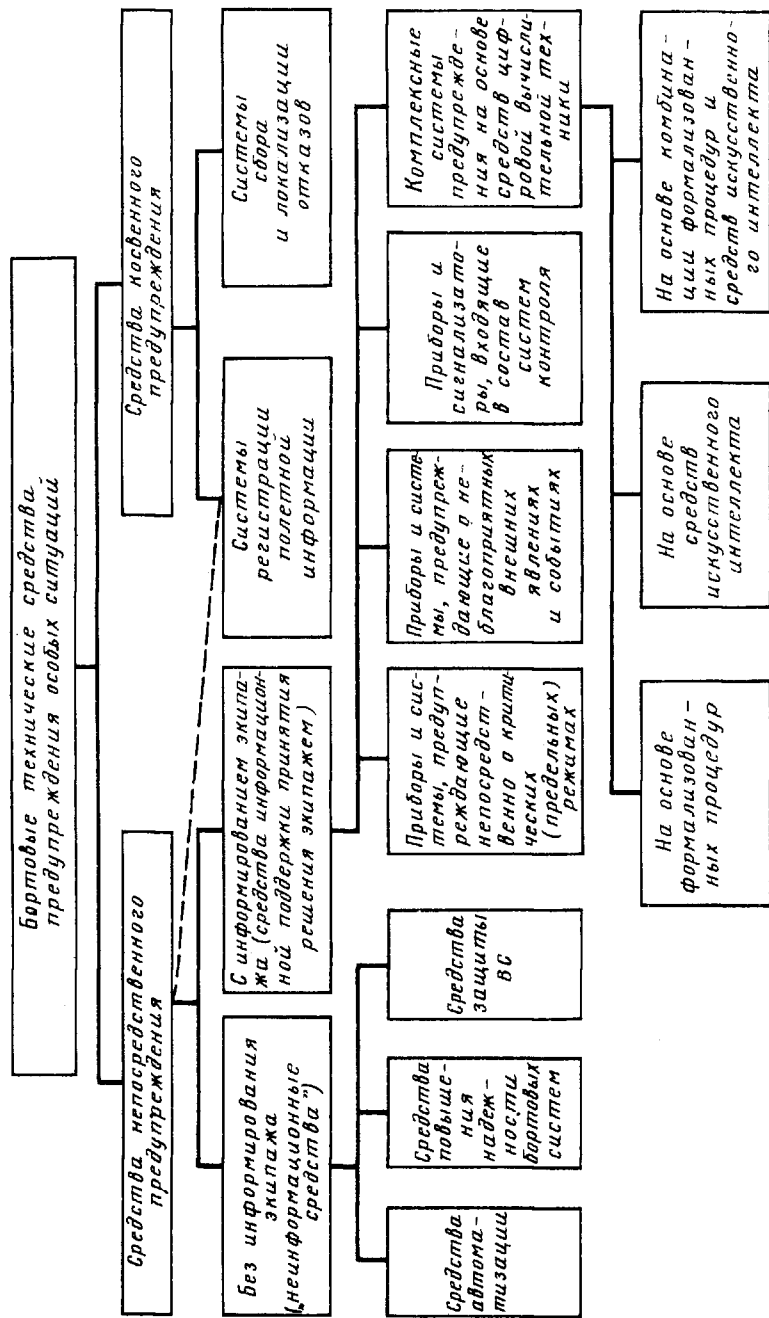 Бортовые технические средства
предупреждения особых ситуаций
Средства непосредственного
предупреждения
Средства косвенного
предупреждения
Без информирования
экипажа
(„неинформационные
средства")
С информированием экипа-
жа (средства информацион-
ной поддержки принятия
решения экипажем)
Системы
регистрации
полетной
информации
Системы
сбора
и локализации
отказов
Средства
автома-
тизации
Средства
повыше-
ния
надеж-
ности
бортовых
систем
Средства
защиты
ВС
Приборы и сис-
темы, предуп-
реждающие
непосредст-
венно о крити-
ческих
(предельных)
режимах
Приборы и систе-
мы, предупреж-
дающие о не-
благоприятных
внешних
явлениях
и событиях
Приборы и
сигнализато-
ры, входящие
в состав
систем
контроля
Комплексные
системы
предупрежде-
ния на основе
средств циф-
ровой вычисли-
тельной тех-
ники
На основе
формализован-
ных процедур
На основе
средств
искусственного
интеллекта
На основе комбина-
ции формализован-
ных процедур и
средств искусственно-
го интеллекта